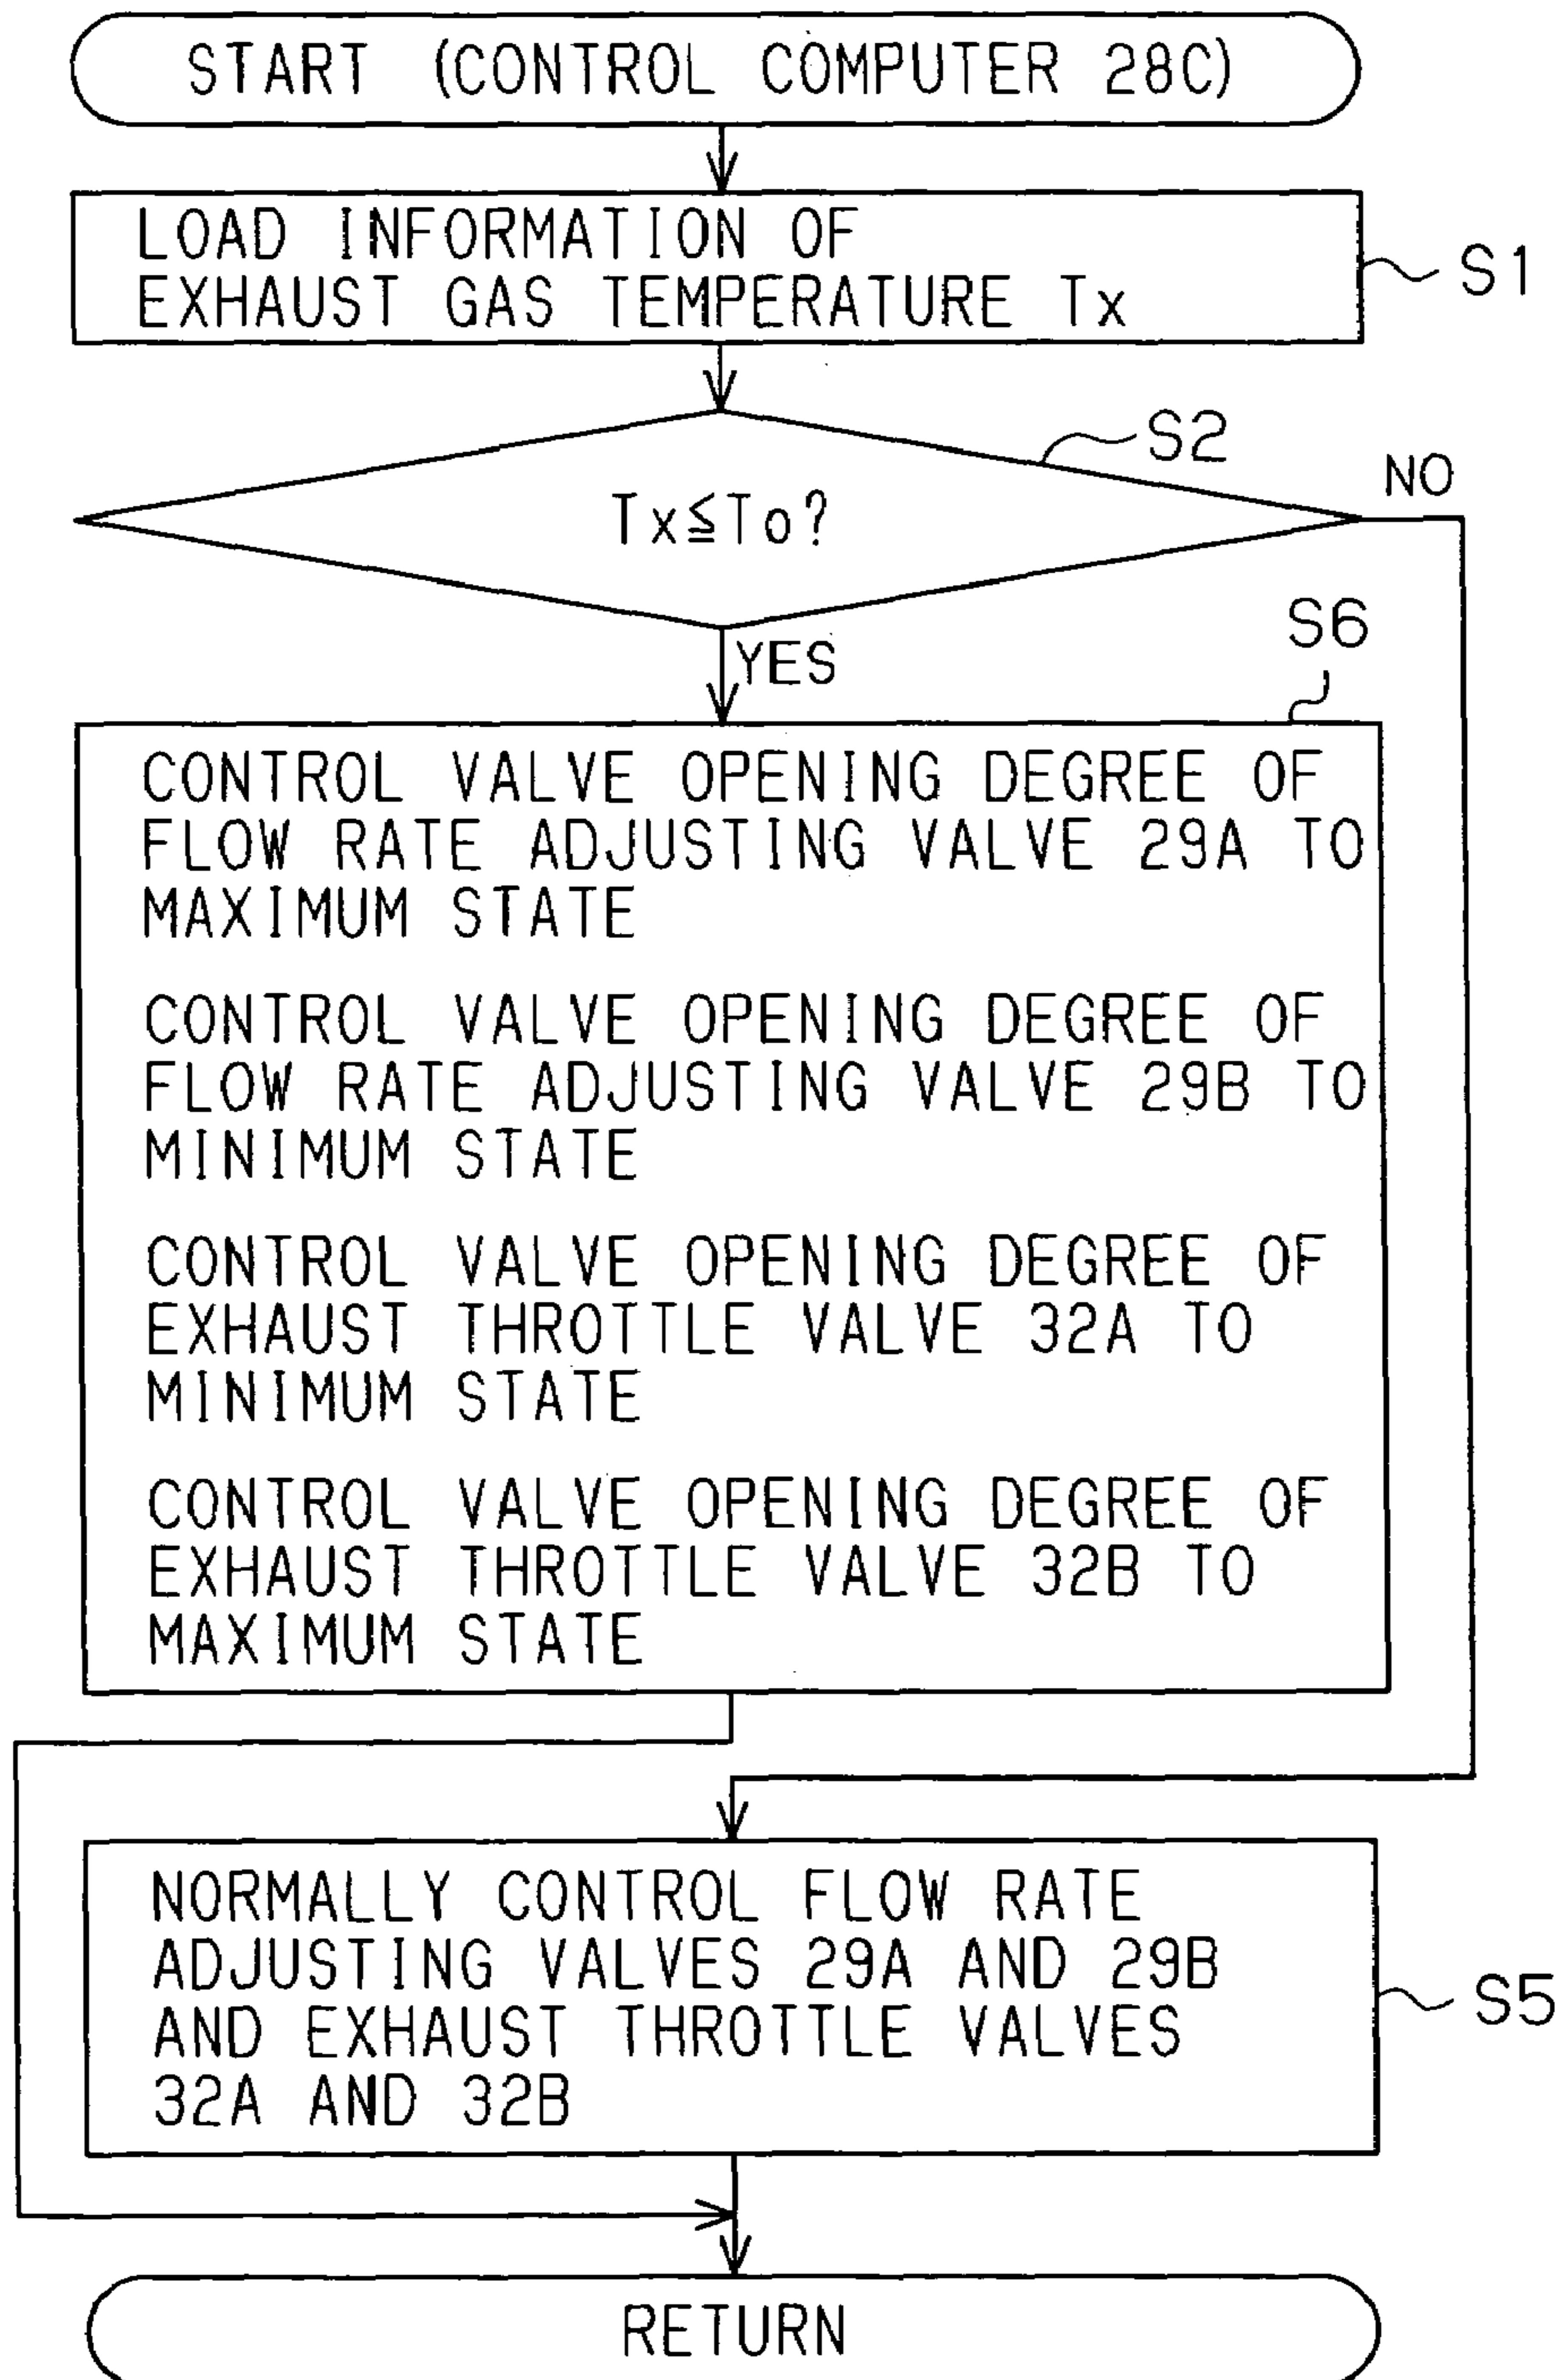 START (CONTROL COMPUTER 28C)
LOAD INFORMATION OF
EXHAUST GAS TEMPERATURE Tx
S1
S2
Tx≦To?
NO
YES
S6
CONTROL VALVE OPENING DEGREE OF
FLOW RATE ADJUSTING VALVE 29A TO
MAXIMUM STATE
CONTROL VALVE OPENING DEGREE OF
FLOW RATE ADJUSTING VALVE 29B TO
MINIMUM STATE
CONTROL VALVE OPENING DEGREE OF
EXHAUST THROTTLE VALVE 32A TO
MINIMUM STATE
CONTROL VALVE OPENING DEGREE OF
EXHAUST THROTTLE VALVE 32B TO
MAXIMUM STATE
NORMALLY CONTROL FLOW RATE
ADJUSTING VALVES 29A AND 29B
AND EXHAUST THROTTLE VALVES
32A AND 32B
S5
RETURN